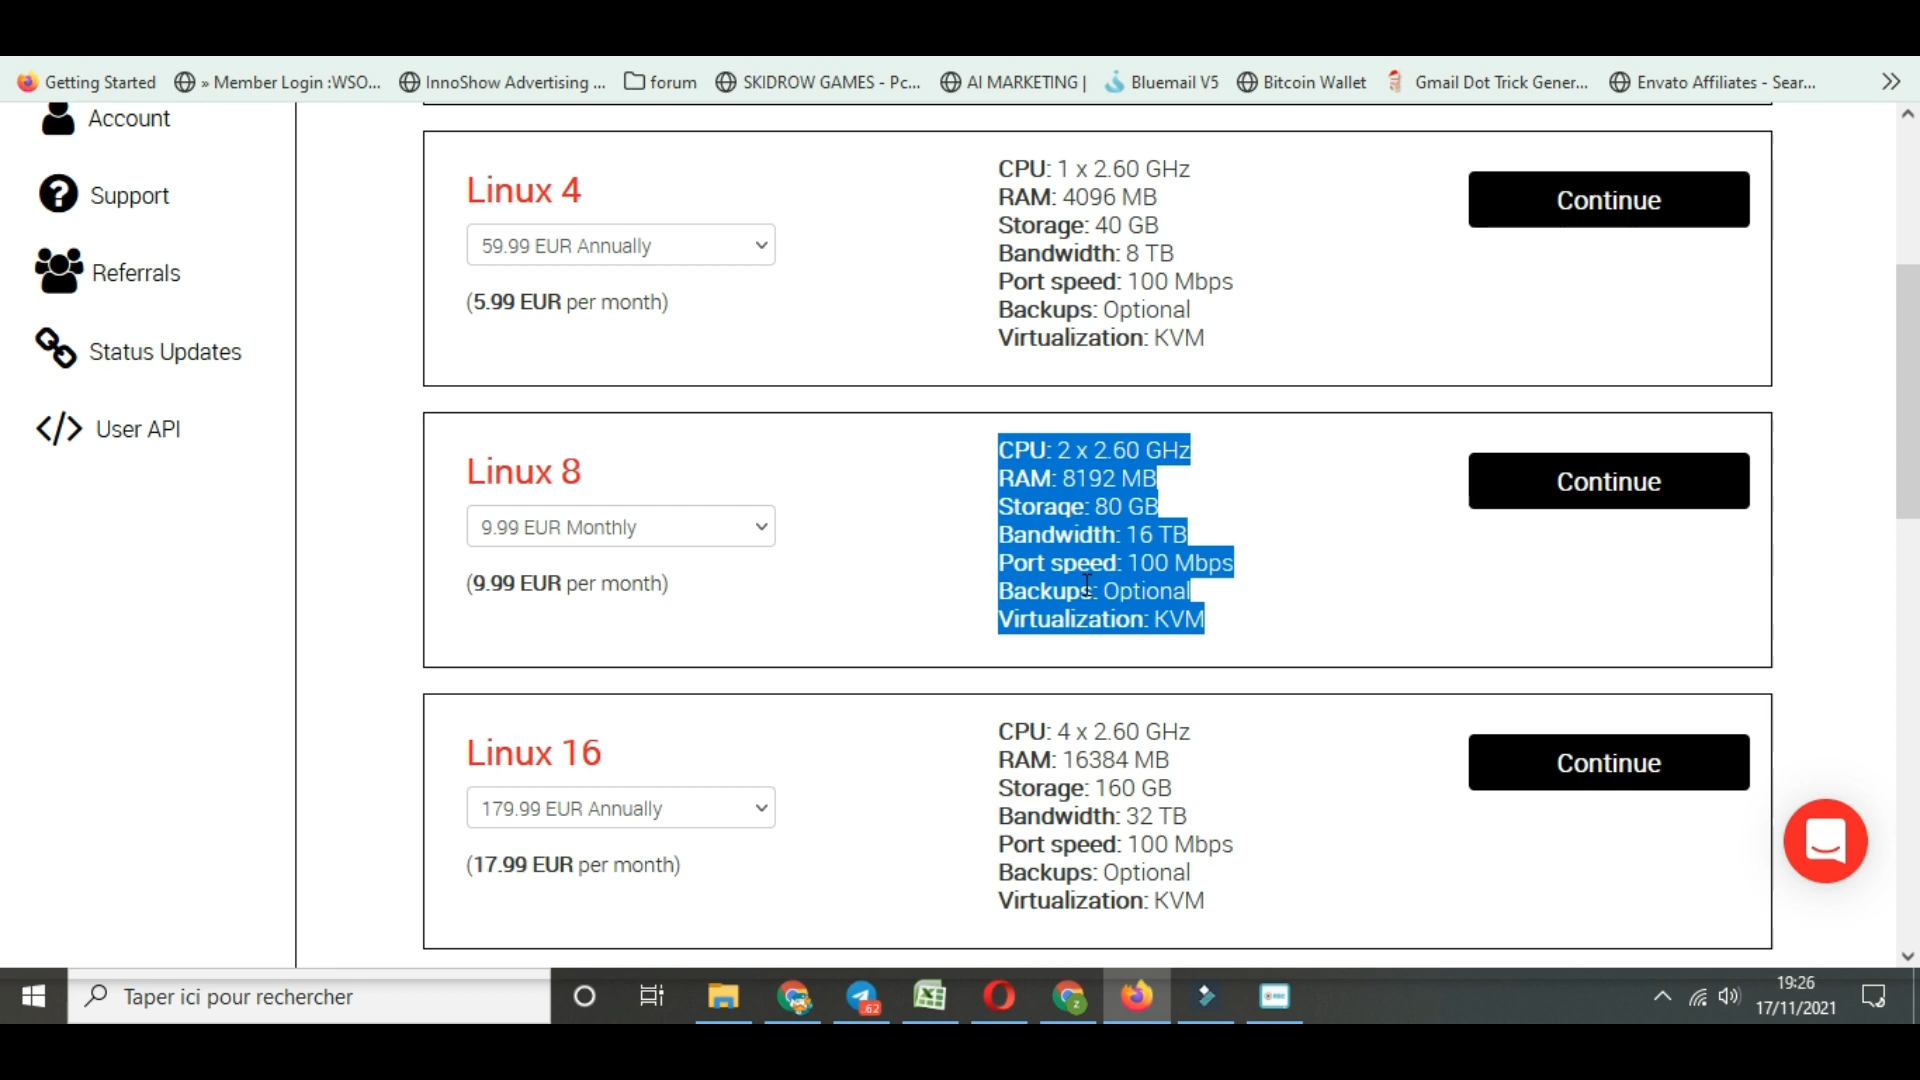 Getting Started
» Member Login :WSO...
InnoShow Advertising ...
forum
SKIDROW GAMES - Pc...
AI MARKETING |
Bluemail V5
Bitcoin Wallet
Gmail Dot Trick Gener...
Envato Affiliates - Sear...
Account
Support
Referrals
Status Updates
User API
Linux 4
59.99 EUR Annually
(5.99 EUR per month)
CPU: 1 x 2.60 GHz
RAM: 4096 MB
Storage: 40 GB
Bandwidth: 8 TB
Port speed: 100 Mbps
Backups: Optional
Virtualization: KVM
Continue
Linux 8
9.99 EUR Monthly
(9.99 EUR per month)
CPU: 2 x 2.60 GHz
RAM: 8192 MB
Storage: 80 GB
Bandwidth: 16 TB
Port speed: 100 Mbps
Backups: Optional
Virtualization: KVM
Continue
Linux 16
179.99 EUR Annually
(17.99 EUR per month)
CPU: 4 x 2.60 GHz
RAM: 16384 MB
Storage: 160 GB
Bandwidth: 32 TB
Port speed: 100 Mbps
Backups: Optional
Virtualization: KVM
Continue
Taper ici pour rechercher
62
z
REC
19:26
17/11/2021